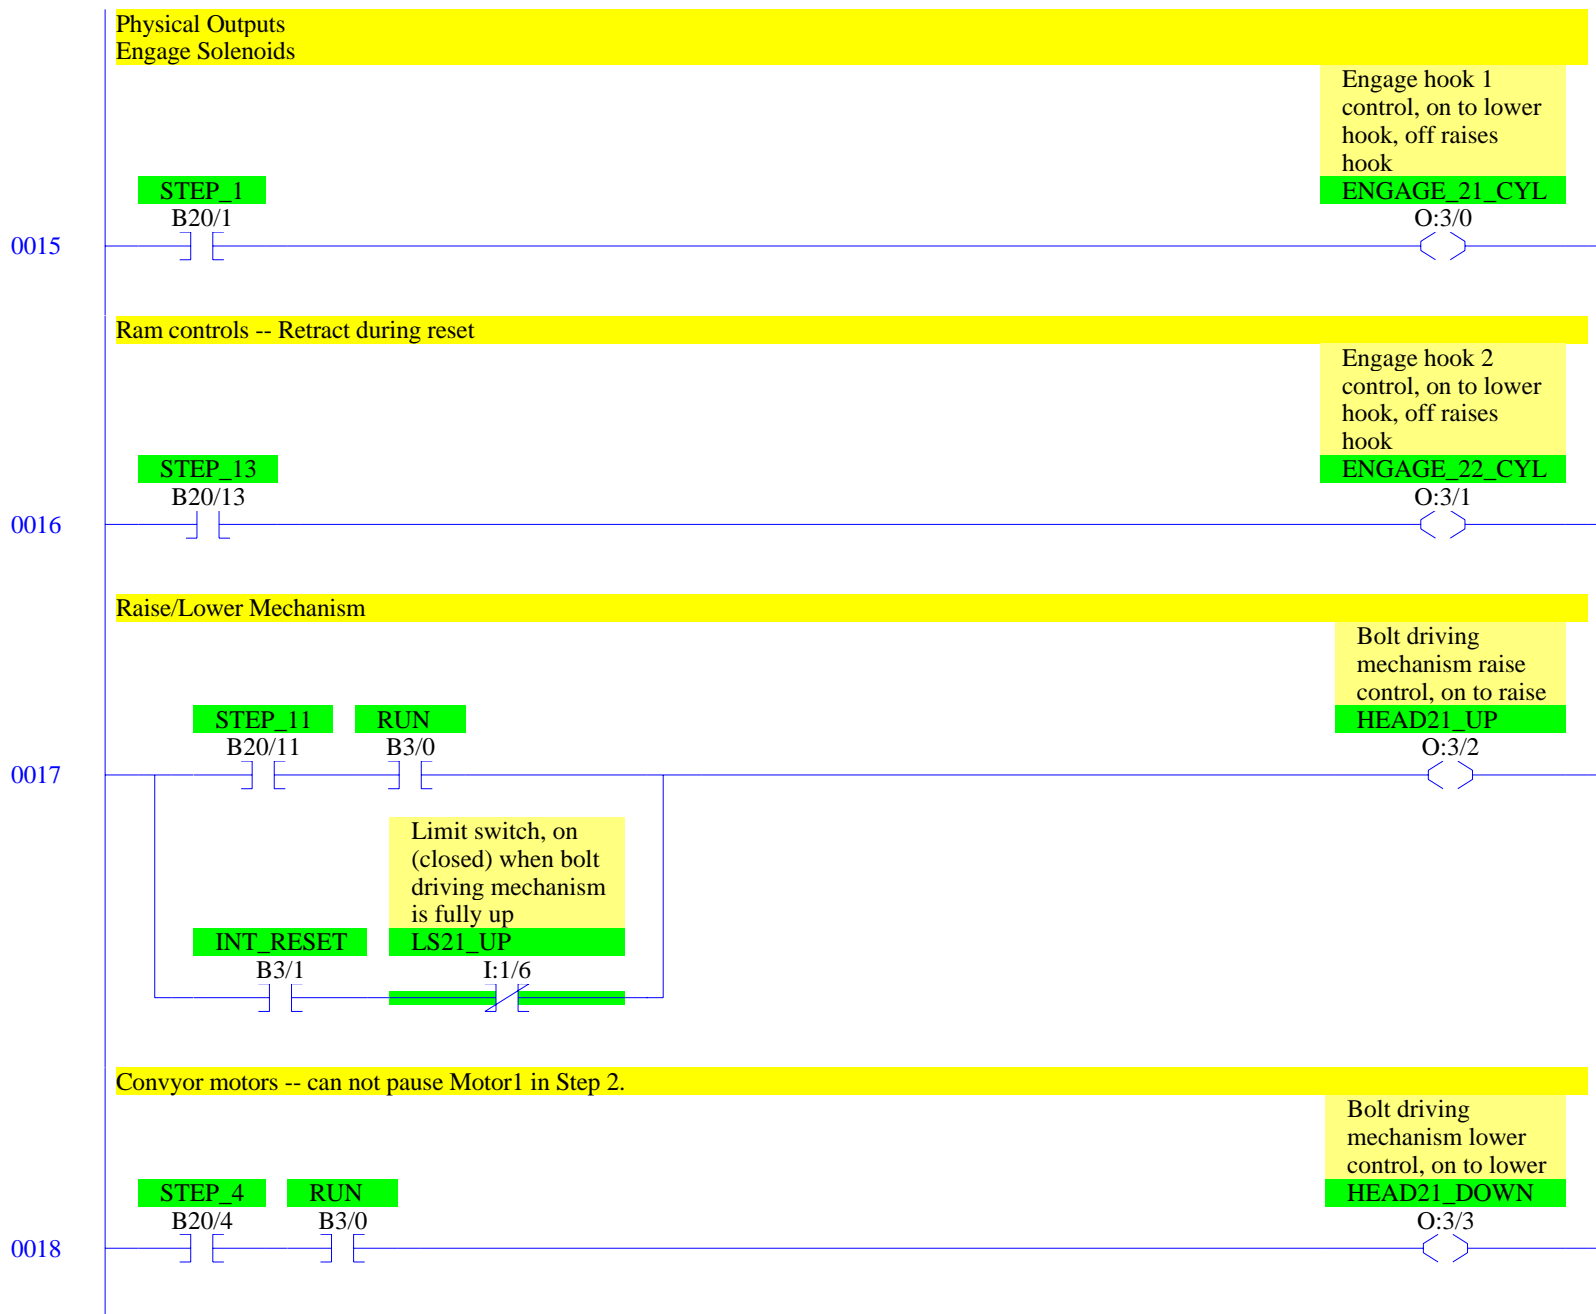 Physical Outputs
Engage Solenoids
Engage hook 1
control, on to lower
hook, off raises
hook
STEP_1
ENGAGE_21_CYL
B20/1
O:3/0
0015
Ram controls -- Retract during reset
Engage hook 2
control, on to lower
hook, off raises
hook
STEP_13
ENGAGE_22_CYL
B20/13
O:3/1
0016
Raise/Lower Mechanism
Bolt driving
mechanism raise
control, on to raise
STEP_11
RUN
HEAD21_UP
B20/11
B3/0
O:3/2
0017
Limit switch, on
(closed) when bolt
driving mechanism
is fully up
INT_RESET
LS21_UP
B3/1
I:1/6
Convyor motors -- can not pause Motor1 in Step 2.
Bolt driving
mechanism lower
control, on to lower
STEP_4
RUN
HEAD21_DOWN
B20/4
B3/0
O:3/3
0018